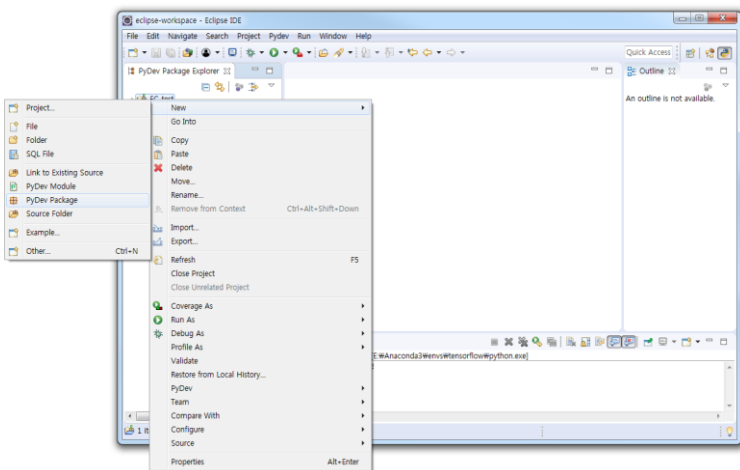 eclipse-workspace - Eclipse IDE
File Edit Navigate Search Project Pydev Run Window Help
Quick Access
PyDev Package Explorer
Outline
An outline is not available.
New
Go Into
Copy
Paste
Delete
Move...
Rename...
Remove from Context Ctrl+Alt+Shift+Down
Import...
Export...
Refresh F5
Close Project
Close Unrelated Project
Coverage As
Run As
Debug As
Profile As
Validate
Restore from Local History...
PyDev
Team
Compare With
Configure
Source
Properties Alt+Enter
Project...
File
Folder
SQL File
Link to Existing Source
PyDev Module
PyDev Package
Source Folder
Example...
Other... Ctrl+N
[E:₩Anaconda3₩envs₩tensorflow₩python.exe]